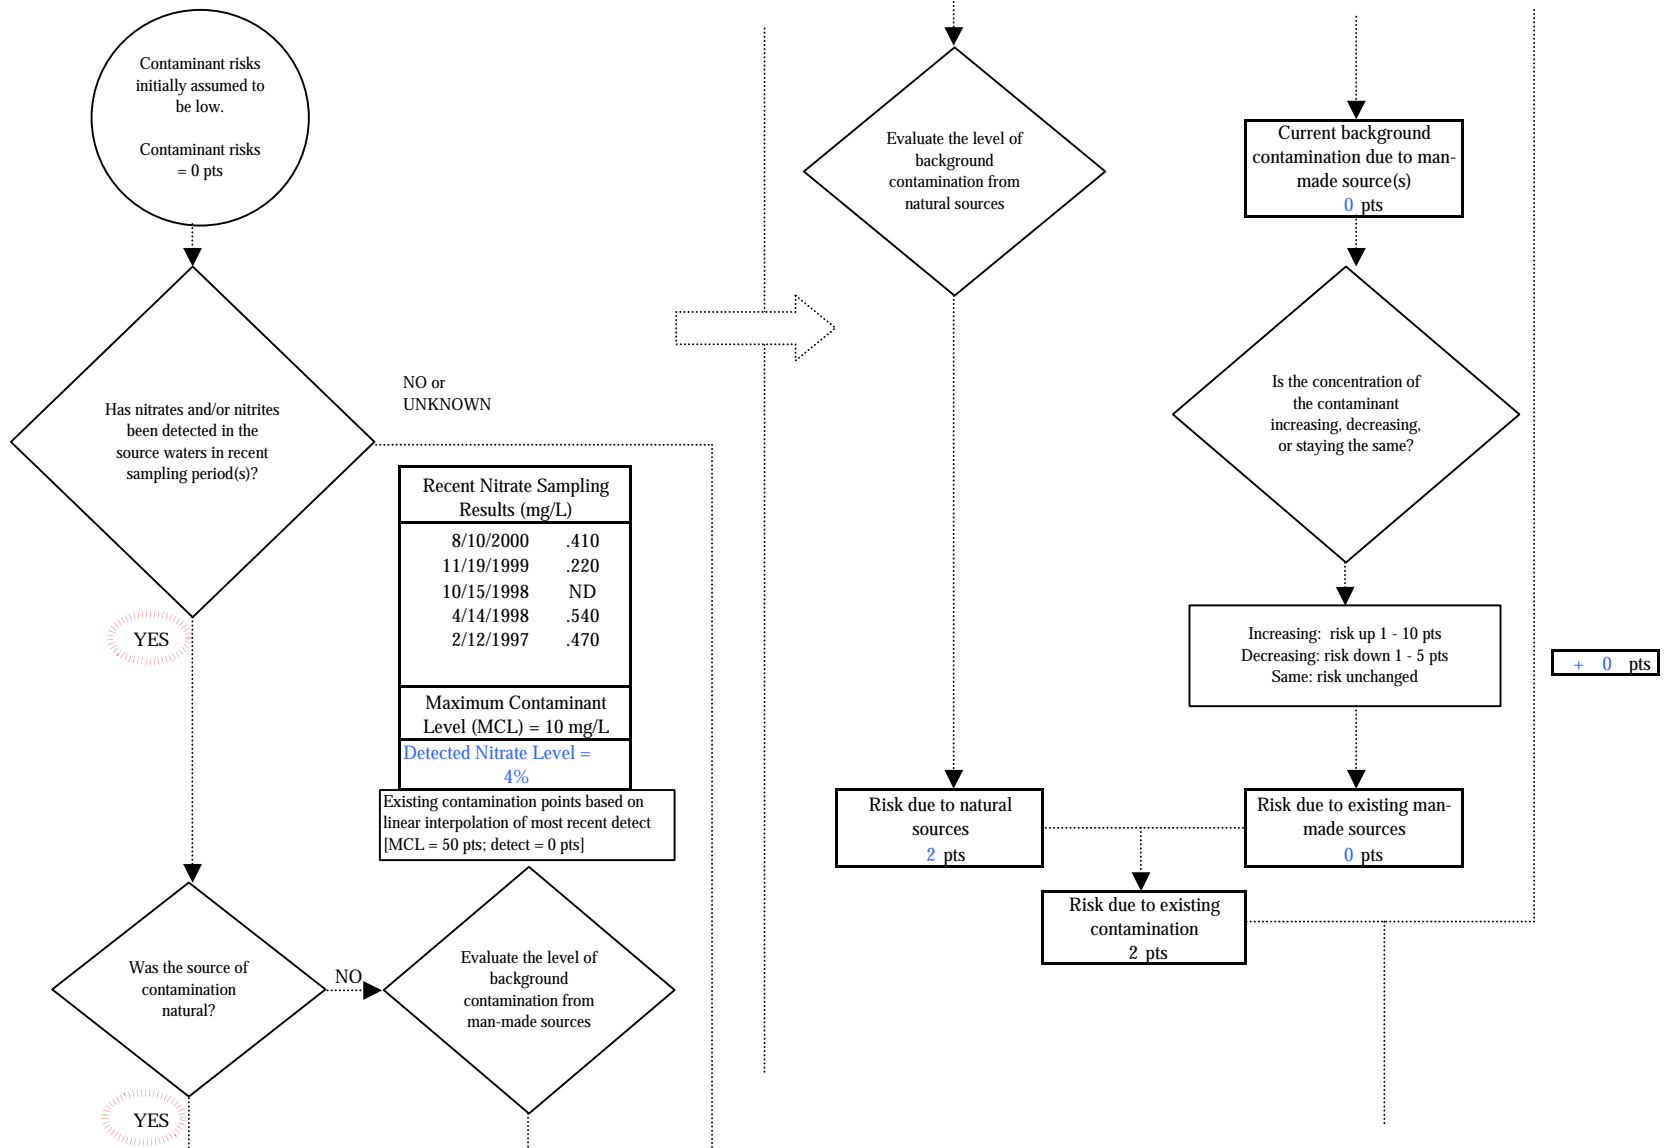 Contaminant risks
initially assumed to
be low.
Contaminant risks
= 0 pts
Has nitrates and/or nitrites
been detected in the
source waters in recent
sampling period(s)?
NO or
UNKNOWN
YES
Recent Nitrate Sampling
Results (mg/L)
8/10/2000 .410
11/19/1999 .220
10/15/1998 ND
4/14/1998 .540
2/12/1997 .470
Maximum Contaminant
Level (MCL) = 10 mg/L
Detected Nitrate Level =
4%
Existing contamination points based on
linear interpolation of most recent detect
[MCL = 50 pts; detect = 0 pts]
Was the source of
contamination
natural?
NO
YES
Evaluate the level of
background
contamination from
man-made sources
Evaluate the level of
background
contamination from
natural sources
Current background
contamination due to man-
made source(s)
0 pts
Is the concentration of
the contaminant
increasing, decreasing,
or staying the same?
Increasing: risk up 1 - 10 pts
Decreasing: risk down 1 - 5 pts
Same: risk unchanged
+ 0 pts
Risk due to natural
sources
2 pts
Risk due to existing man-
made sources
0 pts
Risk due to existing
contamination
2 pts